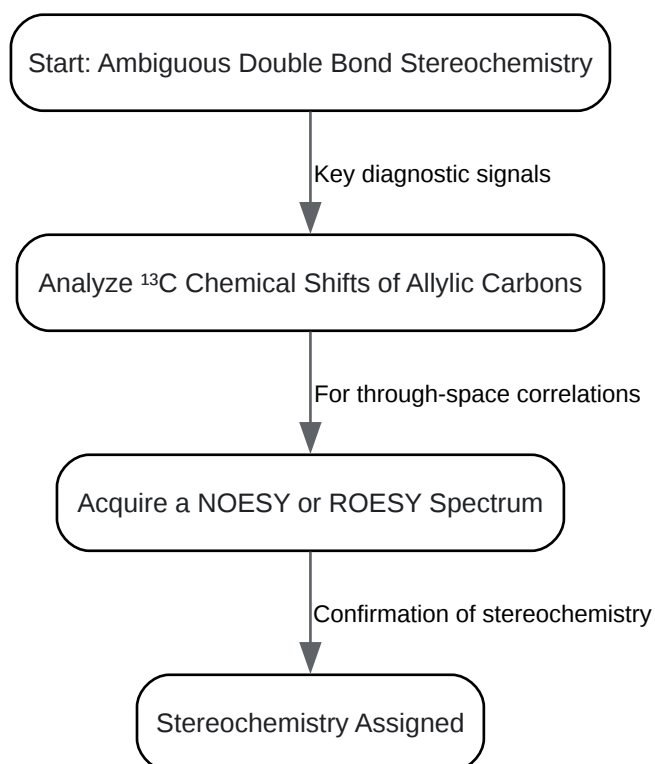 Start: Ambiguous Double Bond Stereochemistry
Key diagnostic signals
Analyze ¹³C Chemical Shifts of Allylic Carbons
For through-space correlations
Acquire a NOESY or ROESY Spectrum
Confirmation of stereochemistry
Stereochemistry Assigned